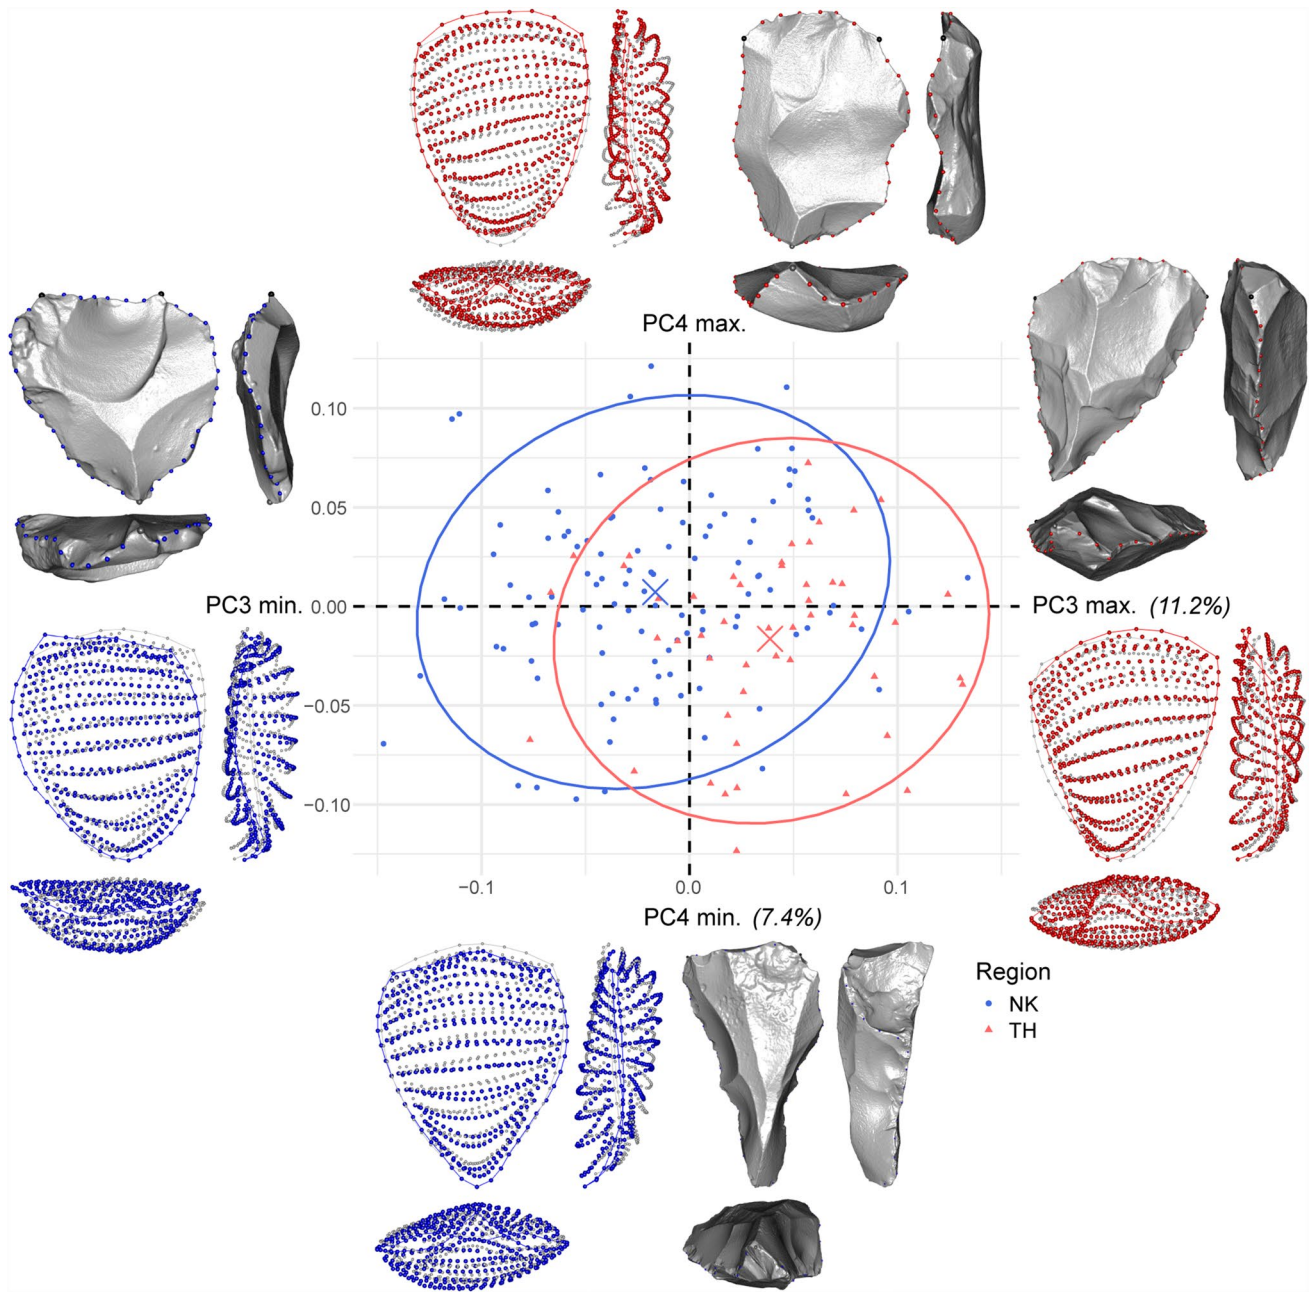 PC4 max.
0.10
0.05
PC3 min.
0.00
PC3 max. (11.2%)
−0.05
−0.10
−0.1
0.0
0.1
PC4 min. (7.4%)
Region
NK
TH